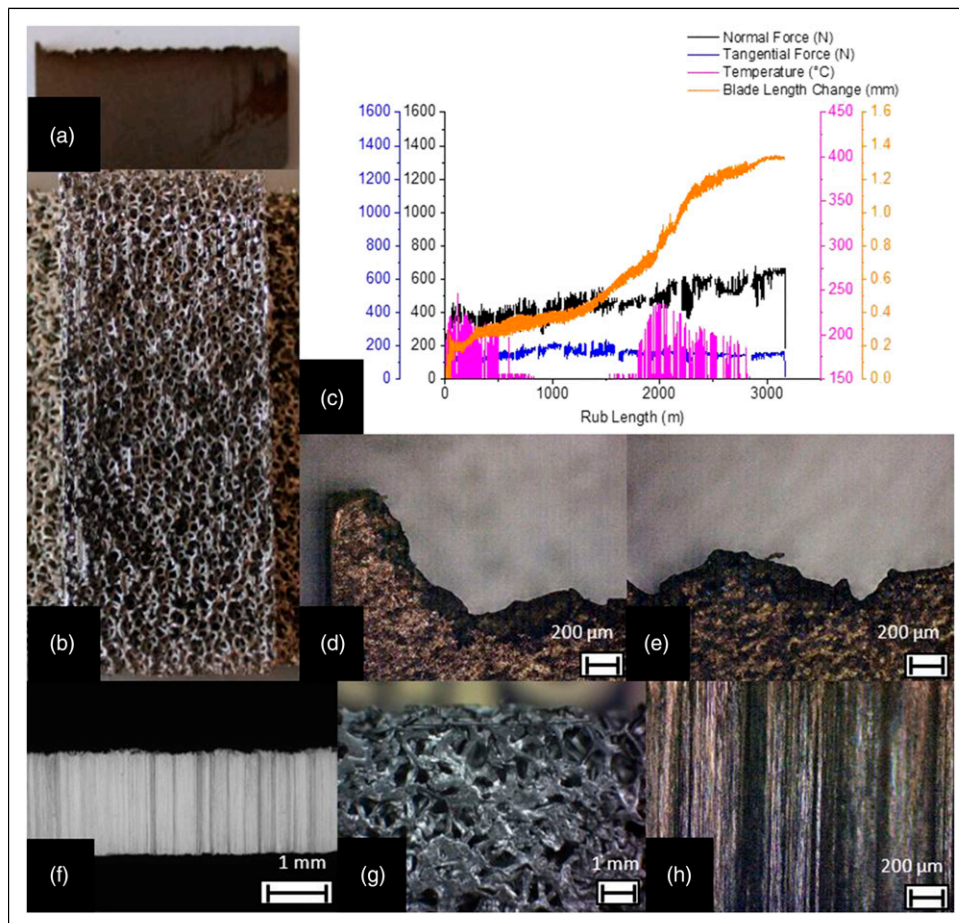 (a)
Normal Force (N)
Tangential Force (N)
Temperature (°C)
Blade Length Change (mm)
1600 1600 450 1.6
1400 1400 400 1.4
1200 1200 350 1.2
1000 1000 300 1.0
800 800 0.8
600 600 250 0.6
400 400 200 0.4
200 200 0.2
0 0 150 0.0
0 1000 2000 3000
Rub Length (m)
(b)
(c)
(d)
200 µm
(e)
200 µm
(f)
1 mm
(g)
1 mm
(h)
200 µm